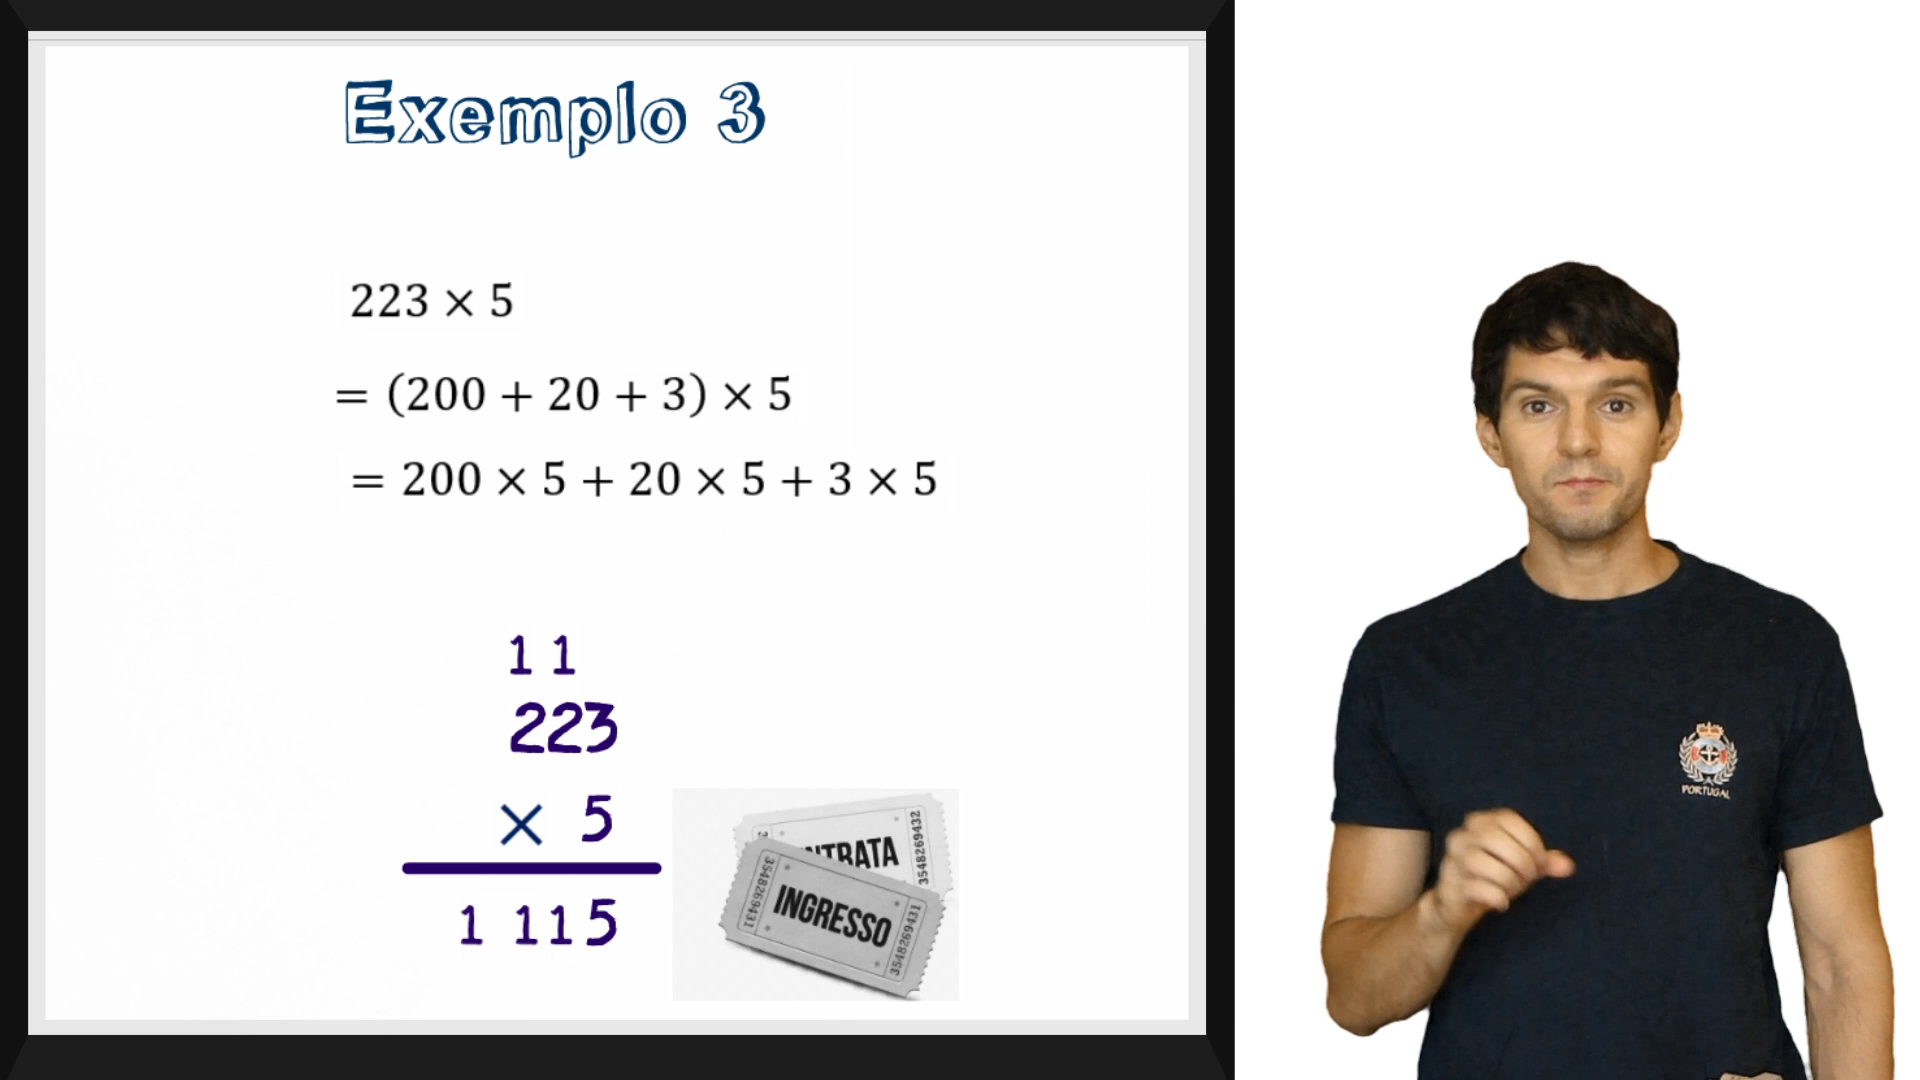 Exemplo 3
223 × 5
= (200 + 20 + 3) × 5
= 200 × 5 + 20 × 5 + 3 × 5
1 1
223
× 5
1 115
3548269432
3548269431
INGRESSO
3548269431
PORTUGAL